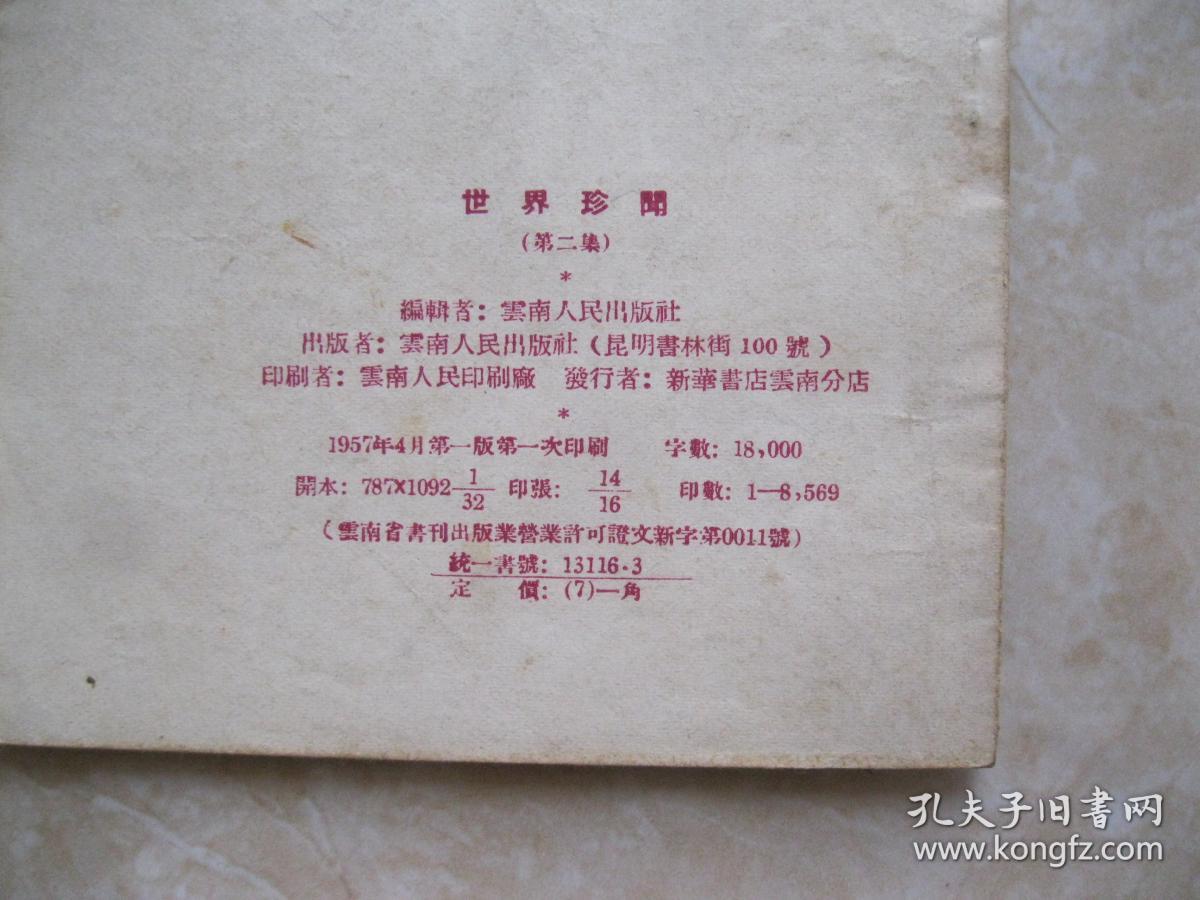 世界珍聞
(第二集)
*
編輯者：雲南人民出版社
出版者：雲南人民出版社(昆明書林街100號)
印刷者：雲南人民印刷廠 發行者：新華書店雲南分店
*
1957年4月第一版第一次印刷 字數：18,000
開本：787×1092 1/32 印張：14/16 印數：1—8,569
(雲南省書刊出版業營業許可證文新字第0011號)
統一書號：13116·3
定 價：(7)一角
孔夫子旧书网
www.kongfz.com